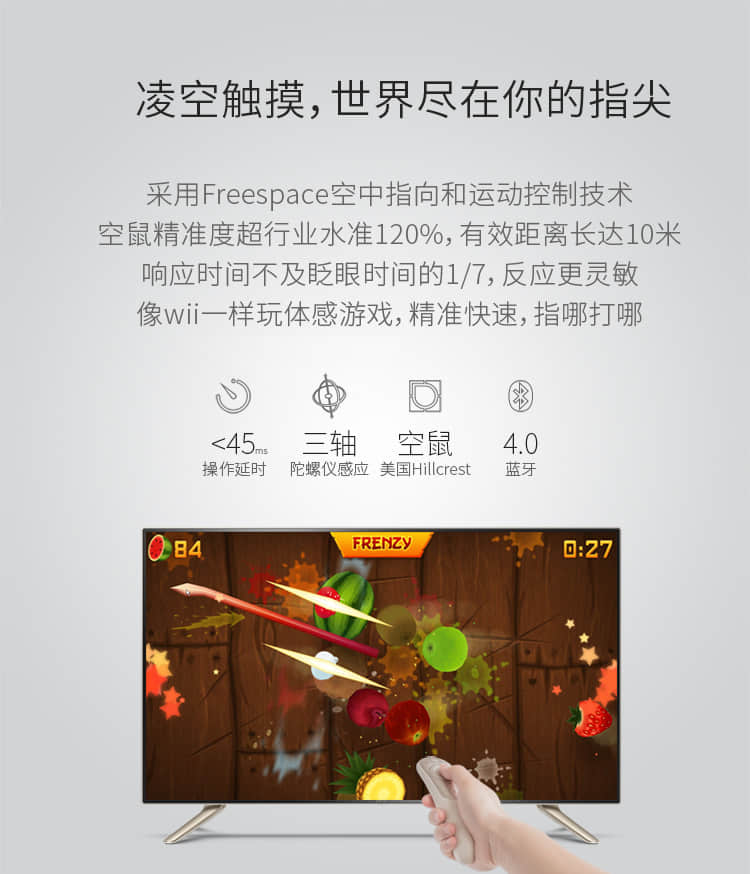 凌空触摸，世界尽在你的指尖
采用Freespace空中指向和运动控制技术
空鼠精准度超行业水准120%，有效距离长达10米
响应时间不及眨眼时间的1/7，反应更灵敏
像wii一样玩体感游戏，精准快速，指哪打哪
<45ms 三轴 空鼠 4.0
操作延时 陀螺仪感应 美国Hillcrest 蓝牙
84 FRENZY 0:27